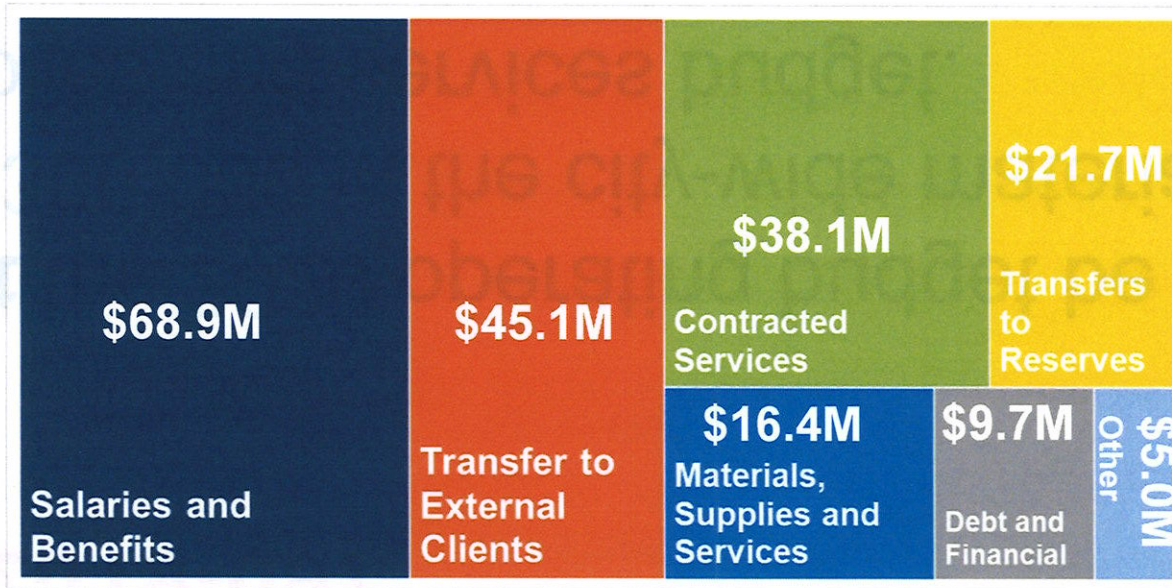 $68.9M
Salaries and
Benefits
$45.1M
Transfer to
External
Clients
$38.1M
Contracted
Services
$21.7M
Transfers
to
Reserves
$16.4M
Materials,
Supplies and
Services
$9.7M
Debt and
Financial
$5.0M
Other